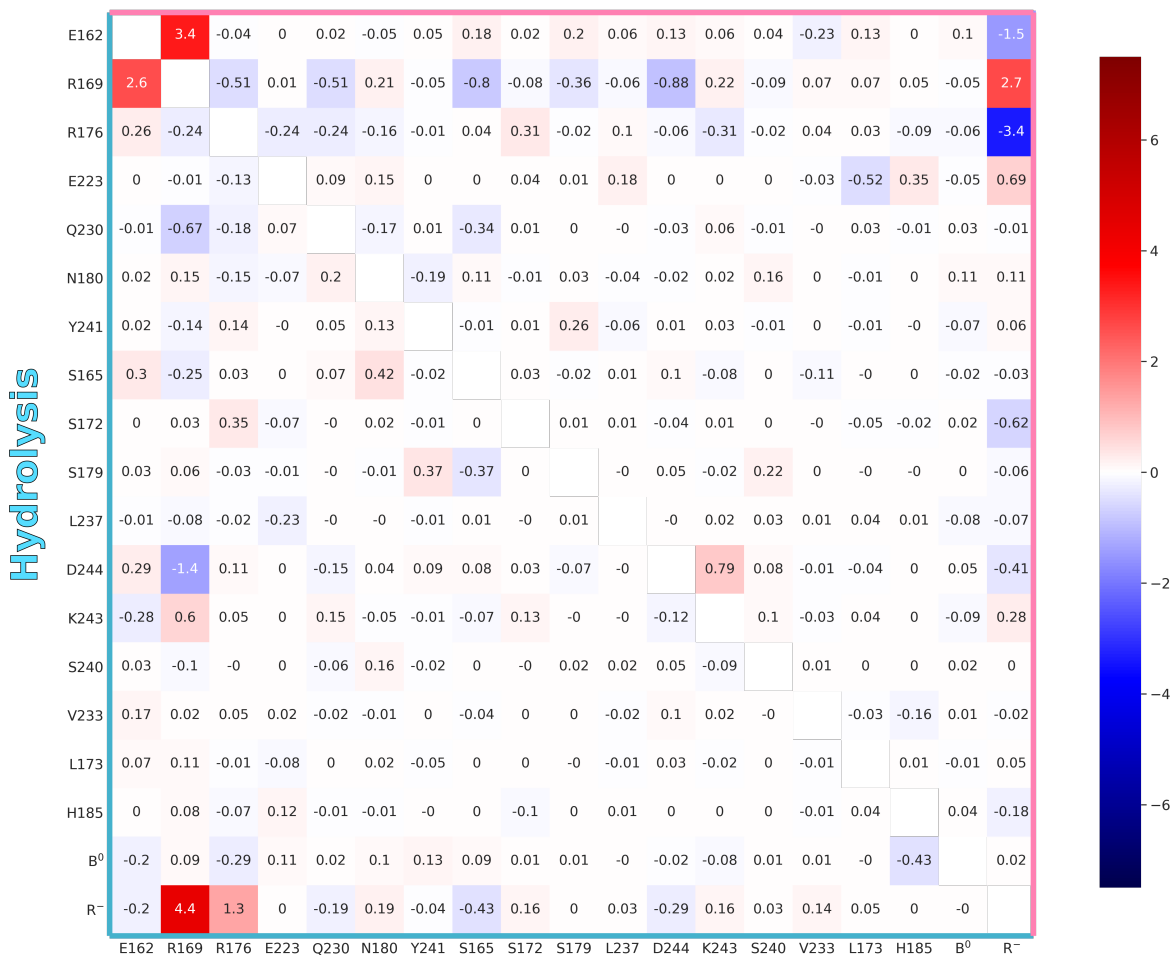 E162 3.4 -0.04 0 0.02 -0.05 0.05 0.18 0.02 0.2 0.06 0.13 0.06 0.04 -0.23 0.13 0 0.1 -1.5
R169 2.6 -0.51 0.01 -0.51 0.21 -0.05 -0.8 -0.08 -0.36 -0.06 -0.88 0.22 -0.09 0.07 0.07 0.05 -0.05 2.7
R176 0.26 -0.24 -0.24 -0.24 -0.16 -0.01 0.04 0.31 -0.02 0.1 -0.06 -0.31 -0.02 0.04 0.03 -0.09 -0.06 -3.4
E223 0 -0.01 -0.13 0.09 0.15 0 0 0.04 0.01 0.18 0 0 0 -0.03 -0.52 0.35 -0.05 0.69
Q230 -0.01 -0.67 -0.18 0.07 -0.17 0.01 -0.34 0.01 0 -0 -0.03 0.06 -0.01 -0 0.03 -0.01 0.03 -0.01
N180 0.02 0.15 -0.15 -0.07 0.2 -0.19 0.11 -0.01 0.03 -0.04 -0.02 0.02 0.16 0 -0.01 0 0.11 0.11
Y241 0.02 -0.14 0.14 -0 0.05 0.13 -0.01 0.01 0.26 -0.06 0.01 0.03 -0.01 0 -0.01 -0 -0.07 0.06
S165 0.3 -0.25 0.03 0 0.07 0.42 -0.02 0.03 -0.02 0.01 0.1 -0.08 0 -0.11 -0 0 -0.02 -0.03
S172 0 0.03 0.35 -0.07 -0 0.02 -0.01 0 0.01 0.01 -0.04 0.01 0 -0 -0.05 -0.02 0.02 -0.62
S179 0.03 0.06 -0.03 -0.01 -0 -0.01 0.37 -0.37 0 -0 0.05 -0.02 0.22 0 -0 -0 0 -0.06
L237 -0.01 -0.08 -0.02 -0.23 -0 -0 -0.01 0.01 -0 0.01 -0 0.02 0.03 0.01 0.04 0.01 -0.08 -0.07
D244 0.29 -1.4 0.11 0 -0.15 0.04 0.09 0.08 0.03 -0.07 -0 0.79 0.08 -0.01 -0.04 0 0.05 -0.41
K243 -0.28 0.6 0.05 0 0.15 -0.05 -0.01 -0.07 0.13 -0 -0 -0.12 0.1 -0.03 0.04 0 -0.09 0.28
S240 0.03 -0.1 -0 0 -0.06 0.16 -0.02 0 -0 0.02 0.02 0.05 -0.09 0.01 0 0 0.02 0
V233 0.17 0.02 0.05 0.02 -0.02 -0.01 0 -0.04 0 0 -0.02 0.1 0.02 -0 -0.03 -0.16 0.01 -0.02
L173 0.07 0.11 -0.01 -0.08 0 0.02 -0.05 0 0 -0 -0.01 0.03 -0.02 0 -0.01 0.01 -0.01 0.05
H185 0 0.08 -0.07 0.12 -0.01 -0.01 -0 0 -0.1 0 0.01 0 0 0 -0.01 0.04 0.04 -0.18
B⁰ -0.2 0.09 -0.29 0.11 0.02 0.1 0.13 0.09 0.01 0.01 -0 -0.02 -0.08 0.01 0.01 -0 -0.43 0.02
R⁻ -0.2 4.4 1.3 0 -0.19 0.19 -0.04 -0.43 0.16 0 0.03 -0.29 0.16 0.03 0.14 0.05 0 -0
E162 R169 R176 E223 Q230 N180 Y241 S165 S172 S179 L237 D244 K243 S240 V233 L173 H185 B⁰ R⁻
Hydrolysis
6
4
2
0
−2
−4
−6